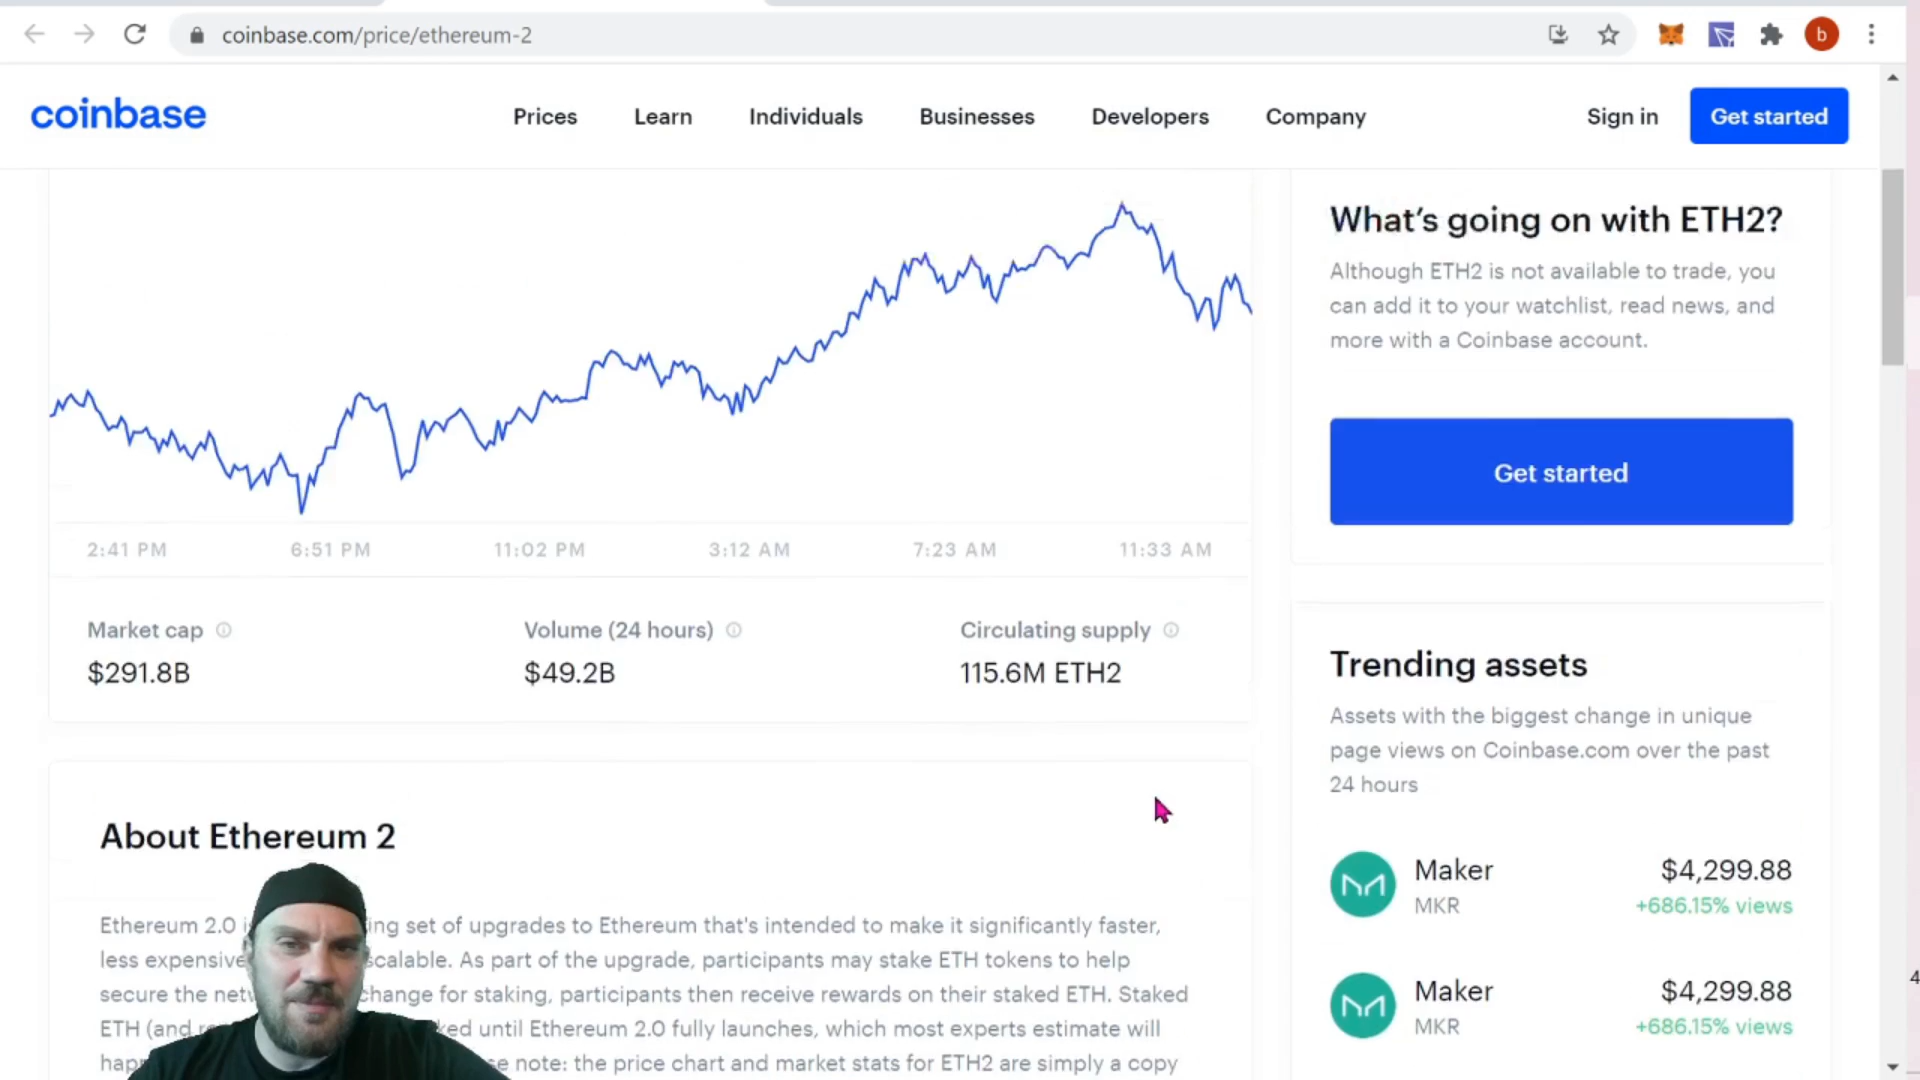 coinbase.com/price/ethereum-2
b
coinbase
Prices
Learn
Individuals
Businesses
Developers
Company
Sign in
Get started
2:41 PM
6:51 PM
11:02 PM
3:12 AM
7:23 AM
11:33 AM
Market cap
$291.8B
Volume (24 hours)
$49.2B
Circulating supply
115.6M ETH2
About Ethereum 2
Ethereum 2.0 ing set of upgrades to Ethereum that's intended to make it significantly faster,
less expensive scalable. As part of the upgrade, participants may stake ETH tokens to help
secure the change for staking, participants then receive rewards on their staked ETH. Staked
ETH (and ked until Ethereum 2.0 fully launches, which most experts estimate will
se note: the price chart and market stats for ETH2 are simply a copy
What's going on with ETH2?
Although ETH2 is not available to trade, you
can add it to your watchlist, read news, and
more with a Coinbase account.
Get started
Trending assets
Assets with the biggest change in unique
page views on Coinbase.com over the past
24 hours
Maker
$4,299.88
MKR
+686.15% views
Maker
$4,299.88
MKR
+686.15% views
4